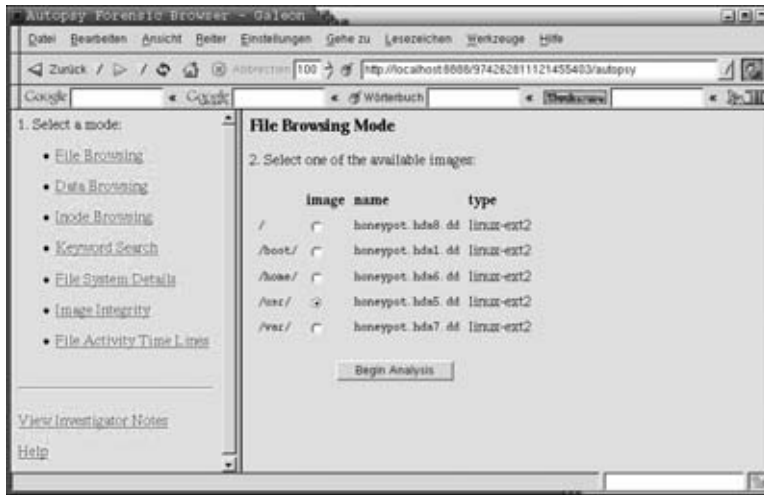 Autopsy Forensic Browser - Galeon
Datei Bearbeiten Ansicht Reiter Einstellungen Gehe zu Lesezeichen Werkzeuge Hilfe
Zurück / / Abbrechen 100 http://localhost:8888/974262811121455403/autopsy
Google « Google « Wörterbuch «
1. Select a mode:
• File Browsing
• Data Browsing
• Inode Browsing
• Keyword Search
• File System Details
• Image Integrity
• File Activity Time Lines
View Investigator Notes
Help
File Browsing Mode
2. Select one of the available images:
image name type
/ honeypot.hda8.dd linux-ext2
/boot/ honeypot.hda1.dd linux-ext2
/home/ honeypot.hda6.dd linux-ext2
/usr/ honeypot.hda5.dd linux-ext2
/var/ honeypot.hda7.dd linux-ext2
Begin Analysis